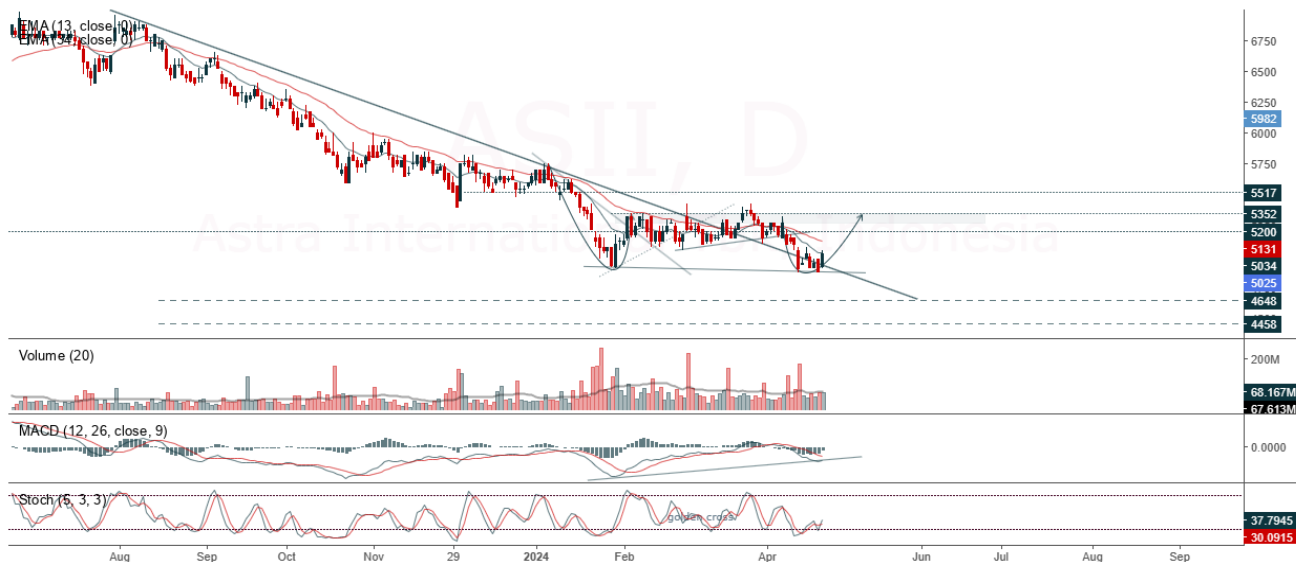 EMA (13, close, 0)
EMA (34, close, 0)
ASII, D
Astra International Indonesia
6750
6500
6250
5982
6000
5750
5517
5352
5200
5131
5034
5025
4648
4458
Volume (20)
200M
68.167M
67.613M
MACD (12, 26, close, 9)
0.0000
Stoch (5, 3, 3)
golden cross
37.7945
30.0915
Aug Sep Oct Nov 29 2024 Feb Apr Jun Jul Aug Sep